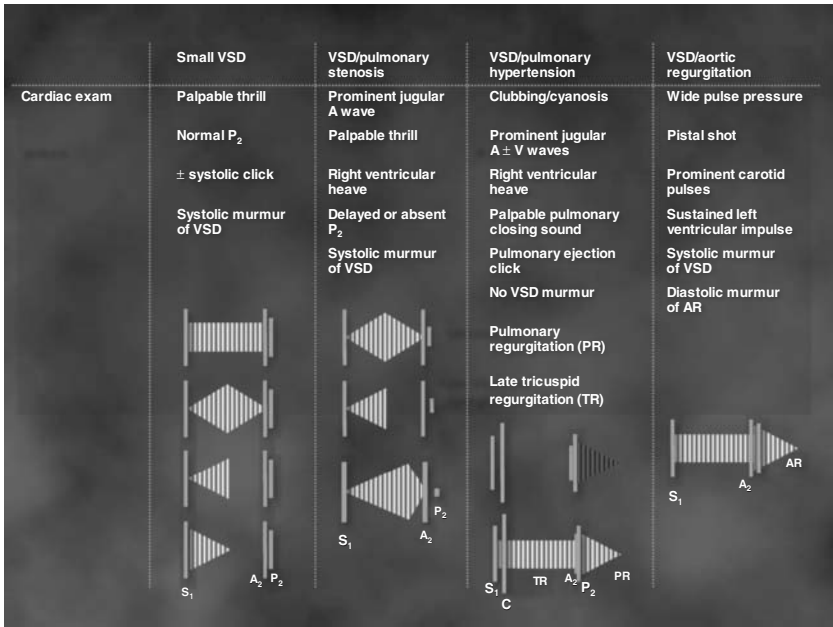 Small VSD
VSD/pulmonary
stenosis
VSD/pulmonary
hypertension
VSD/aortic
regurgitation
Cardiac exam
Palpable thrill
Normal P2
± systolic click
Systolic murmur
of VSD
Prominent jugular
A wave
Palpable thrill
Right ventricular
heave
Delayed or absent
P2
Systolic murmur
of VSD
Clubbing/cyanosis
Prominent jugular
A ± V waves
Right ventricular
heave
Palpable pulmonary
closing sound
Pulmonary ejection
click
No VSD murmur
Pulmonary
regurgitation (PR)
Late tricuspid
regurgitation (TR)
Wide pulse pressure
Pistal shot
Prominent carotid
pulses
Sustained left
ventricular impulse
Systolic murmur
of VSD
Diastolic murmur
of AR
S1
A2 P2
S1
A2
P2
S1
C
TR
A2
P2
PR
S1
A2
AR